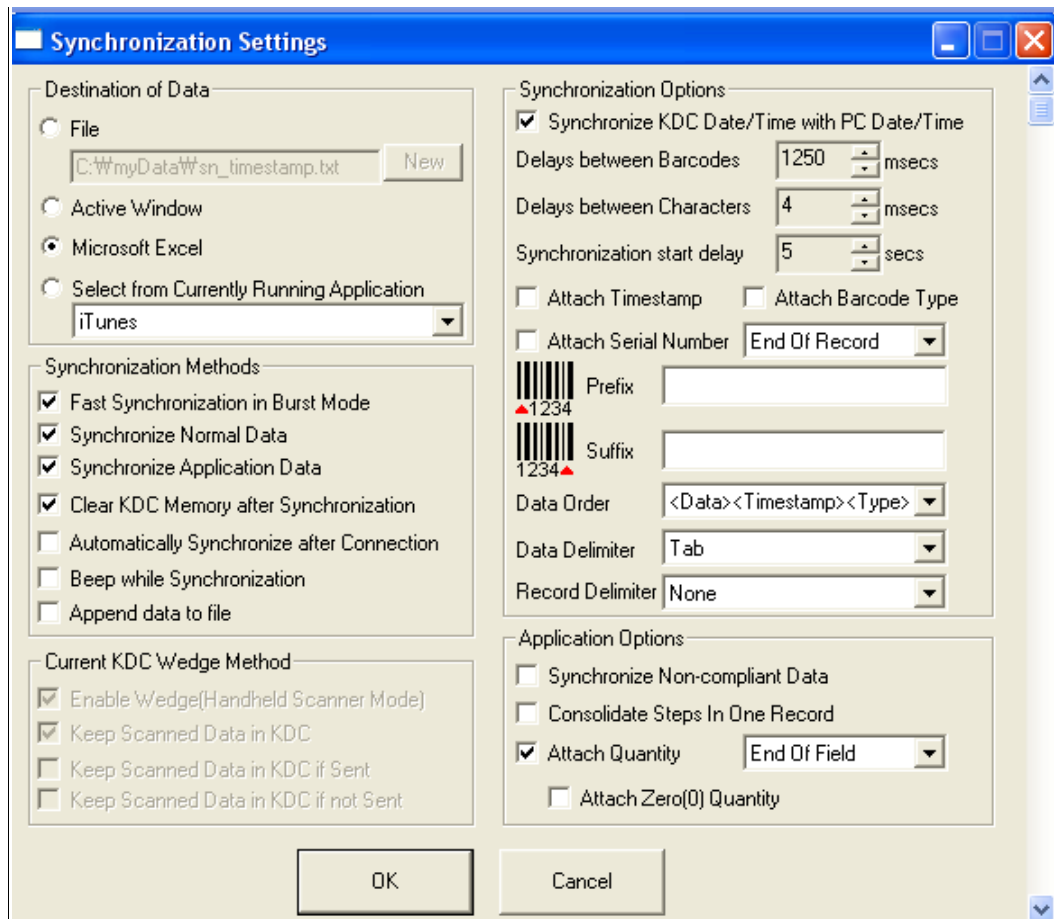 Synchronization Settings
Destination of Data
File
C:₩myData₩sn_timestamp.txt New
Active Window
Microsoft Excel
Select from Currently Running Application
iTunes
Synchronization Methods
Fast Synchronization in Burst Mode
Synchronize Normal Data
Synchronize Application Data
Clear KDC Memory after Synchronization
Automatically Synchronize after Connection
Beep while Synchronization
Append data to file
Current KDC Wedge Method
Enable Wedge(Handheld Scanner Mode)
Keep Scanned Data in KDC
Keep Scanned Data in KDC if Sent
Keep Scanned Data in KDC if not Sent
Synchronization Options
Synchronize KDC Date/Time with PC Date/Time
Delays between Barcodes 1250 msecs
Delays between Characters 4 msecs
Synchronization start delay 5 secs
Attach Timestamp Attach Barcode Type
Attach Serial Number End Of Record
1234 Prefix
1234 Suffix
Data Order <Data><Timestamp><Type>
Data Delimiter Tab
Record Delimiter None
Application Options
Synchronize Non-compliant Data
Consolidate Steps In One Record
Attach Quantity End Of Field
Attach Zero(0) Quantity
OK Cancel